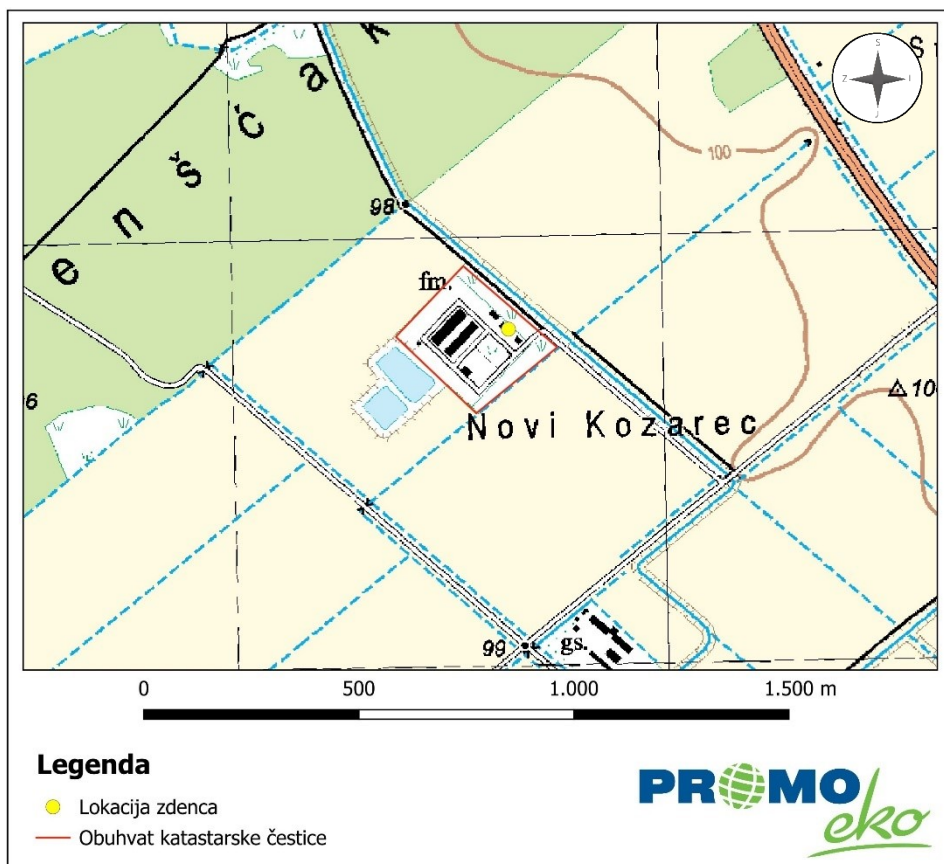 S
Z I
J
S
100
e n š ć a k
98
fm.
10
6
Novi Kozarec
99
gs.
0 500 1.000 1.500 m
Legenda
Lokacija zdenca
Obuhvat katastarske čestice
PROMO
eko